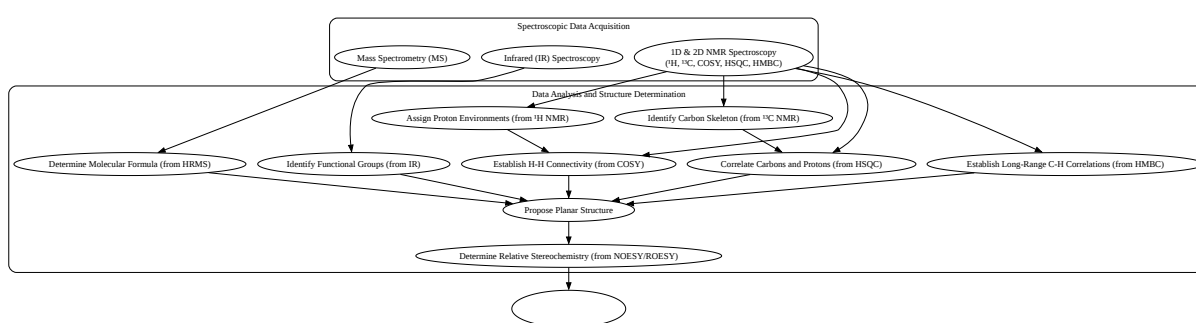 Spectroscopic Data Acquisition
Mass Spectrometry (MS)
Infrared (IR) Spectroscopy
1D & 2D NMR Spectroscopy
(¹H, ¹³C, COSY, HSQC, HMBC)
Data Analysis and Structure Determination
Assign Proton Environments (from ¹H NMR)
Identify Carbon Skeleton (from ¹³C NMR)
Determine Molecular Formula (from HRMS)
Identify Functional Groups (from IR)
Establish H-H Connectivity (from COSY)
Correlate Carbons and Protons (from HSQC)
Establish Long-Range C-H Correlations (from HMBC)
Propose Planar Structure
Determine Relative Stereochemistry (from NOESY/ROESY)